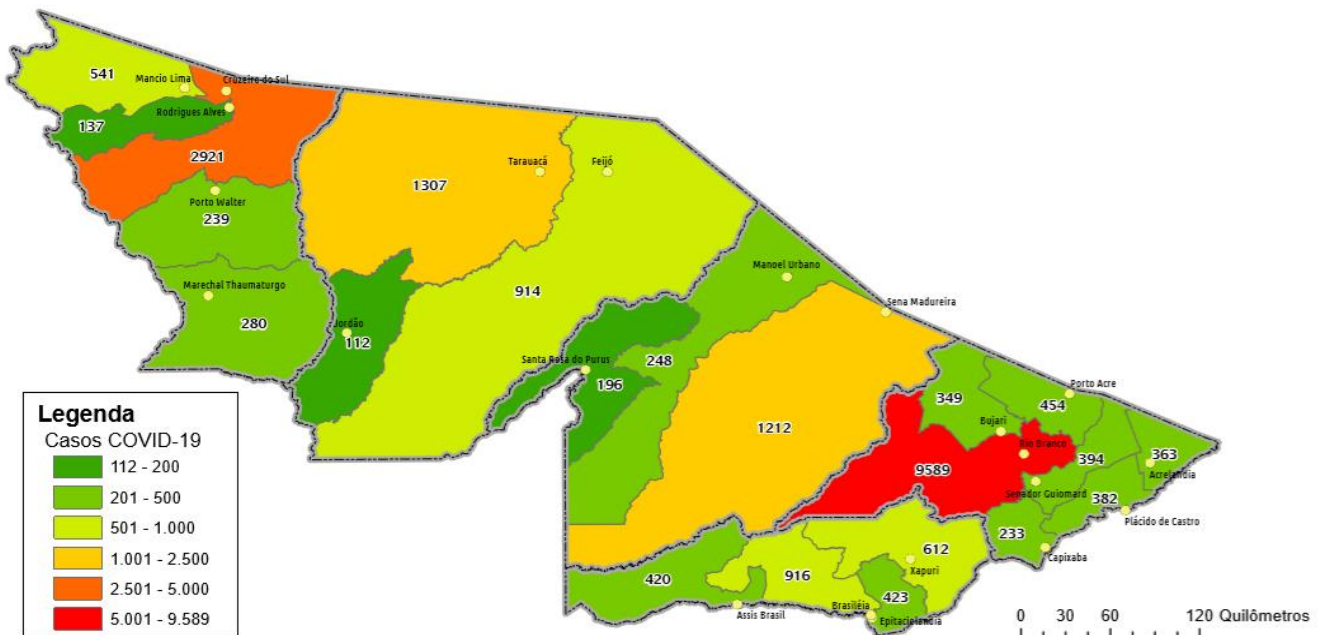 541
Mancio Lima
Cruzeiro do Sul
Rodrigues Alves
137
2921
Porto Walter
239
Marechal Thaumaturgo
280
Tarauacá
Feijó
1307
Jordão
112
914
Manoel Urbano
Sena Madureira
Santa Rosa do Purus
196
248
1212
349
Porto Acre
454
Bujari
Rio Branco
9589
394
363
Acrelandia
Senador Guiomard
382
Plácido de Castro
233
Capixaba
612
Xapuri
420
916
423
Brasiléia
Assis Brasil
Epitaciolandia
Legenda
Casos COVID-19
112 - 200
201 - 500
501 - 1.000
1.001 - 2.500
2.501 - 5.000
5.001 - 9.589
0 30 60 120 Quilômetros